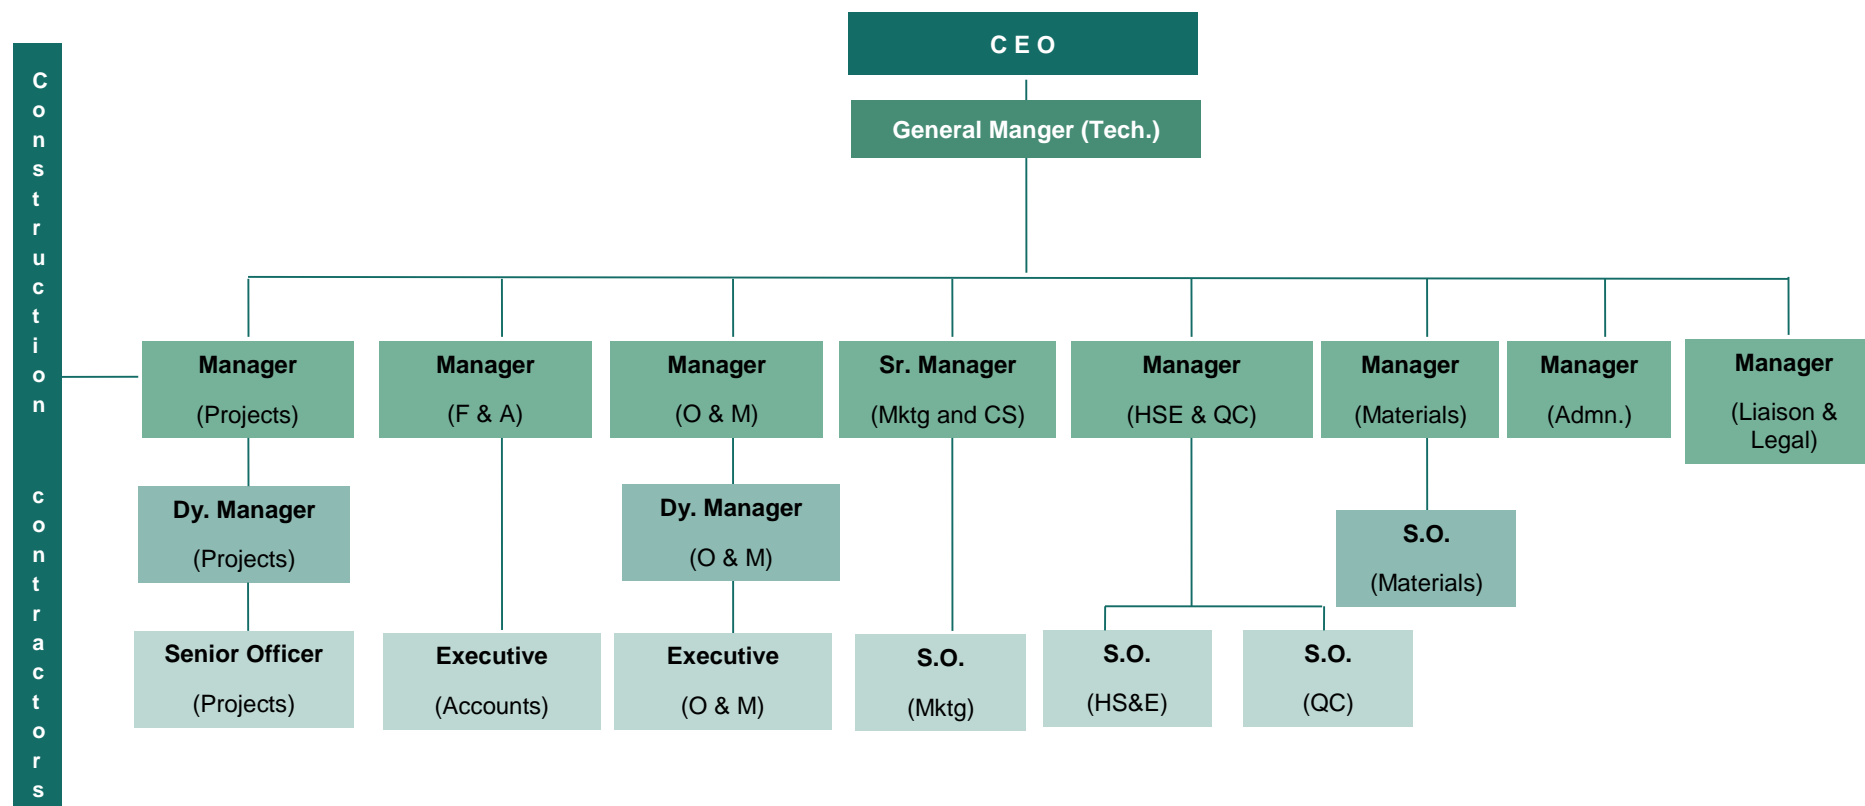 C E O
General Manger (Tech.)
Construction contractors
Manager
(Projects)
Manager
(F & A)
Manager
(O & M)
Sr. Manager
(Mktg and CS)
Manager
(HSE & QC)
Manager
(Materials)
Manager
(Admn.)
Manager
(Liaison &
Legal)
Dy. Manager
(Projects)
Dy. Manager
(O & M)
S.O.
(Materials)
Senior Officer
(Projects)
Executive
(Accounts)
Executive
(O & M)
S.O.
(Mktg)
S.O.
(HS&E)
S.O.
(QC)